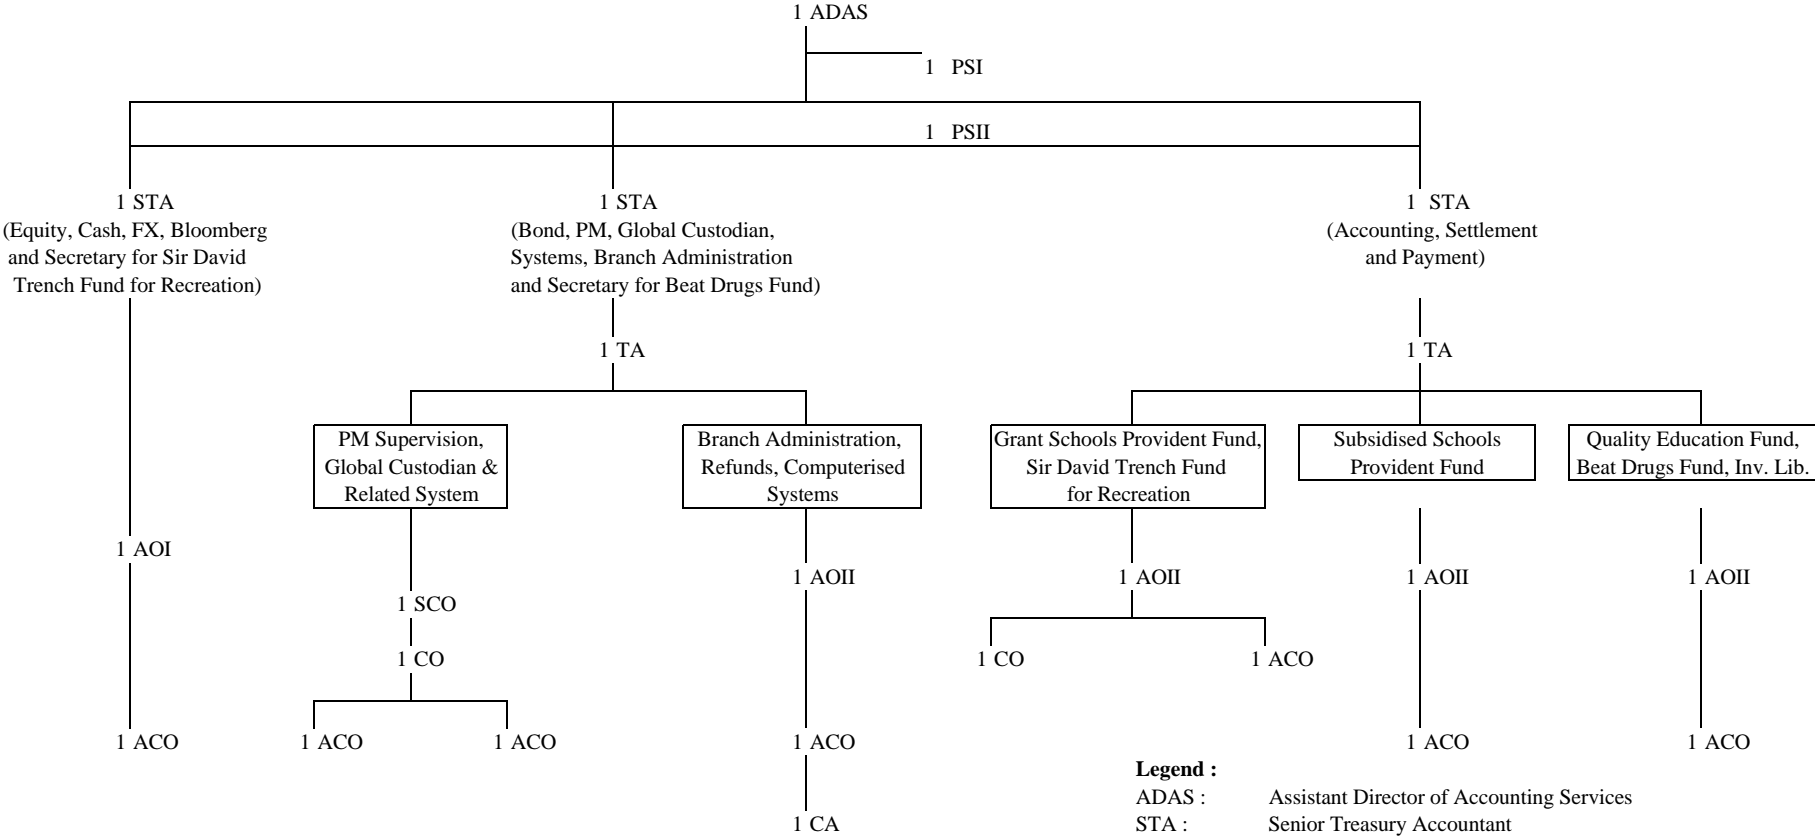 1 ADAS
1 PSI
1 PSII
1 STA
(Equity, Cash, FX, Bloomberg
and Secretary for Sir David
Trench Fund for Recreation)
1 STA
(Bond, PM, Global Custodian,
Systems, Branch Administration
and Secretary for Beat Drugs Fund)
1 STA
(Accounting, Settlement
and Payment)
1 TA
1 TA
PM Supervision,
Global Custodian &
Related System
Branch Administration,
Refunds, Computerised
Systems
Grant Schools Provident Fund,
Sir David Trench Fund
for Recreation
Subsidised Schools
Provident Fund
Quality Education Fund,
Beat Drugs Fund, Inv. Lib.
1 AOI
1 AOII
1 AOII
1 AOII
1 AOII
1 SCO
1 CO
1 CO
1 ACO
1 ACO
1 ACO
1 ACO
1 ACO
1 ACO
1 ACO
1 CA
Legend :
ADAS : Assistant Director of Accounting Services
STA : Senior Treasury Accountant